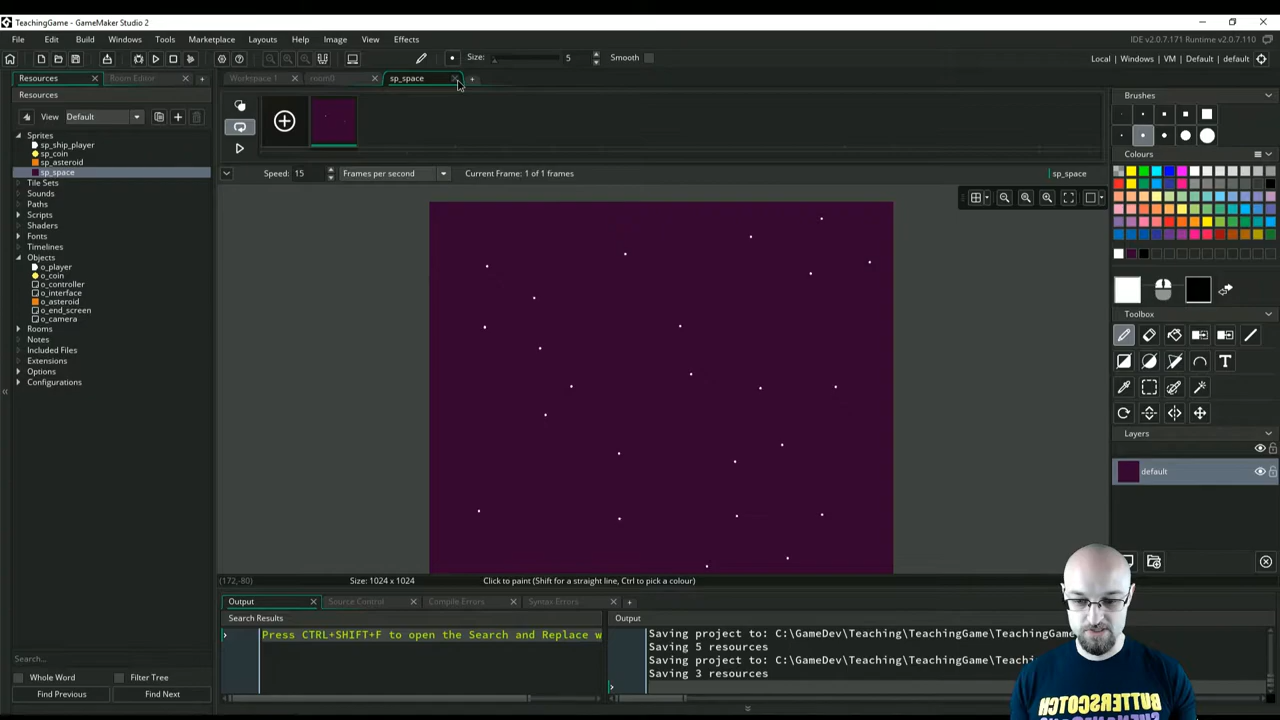 TeachingGame - GameMaker Studio 2
File Edit Build Windows Tools Marketplace Layouts Help Image View Effects
IDE v2.0.7.171 Runtime v2.0.7.110
Size: 5 Smooth
Local | Windows | VM | Default | default
Resources Room Editor
Workspace 1 room0 sp_space
Resources
View Default
Sprites
sp_ship_player
sp_coin
sp_asteroid
sp_space
Tile Sets
Sounds
Paths
Scripts
Shaders
Fonts
Timelines
Objects
o_player
o_coin
o_controller
o_interface
o_asteroid
o_end_screen
o_camera
Rooms
Notes
Included Files
Extensions
Options
Configurations
Search...
Whole Word Filter Tree
Find Previous Find Next
Speed: 15 Frames per second Current Frame: 1 of 1 frames sp_space
(172,-80) Size: 1024 x 1024 Click to paint (Shift for a straight line, Ctrl to pick a colour)
Output Source Control Compile Errors Syntax Errors
Search Results
Press CTRL+SHIFT+F to open the Search and Replace w
Output
Saving project to: C:\GameDev\Teaching\TeachingGame\TeachingGame
Saving 5 resources
Saving project to: C:\GameDev\Teaching\TeachingGame\Teachi
Saving 3 resources
Brushes
Colours
Toolbox
Layers
default
BUTTERSCOTCH